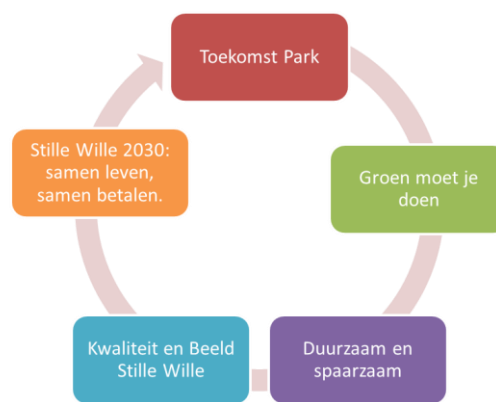 Toekomst Park
Groen moet je
doen
Duurzaam en
spaarzaam
Kwaliteit en Beeld
Stille Wille
Stille Wille 2030:
samen leven,
samen betalen.